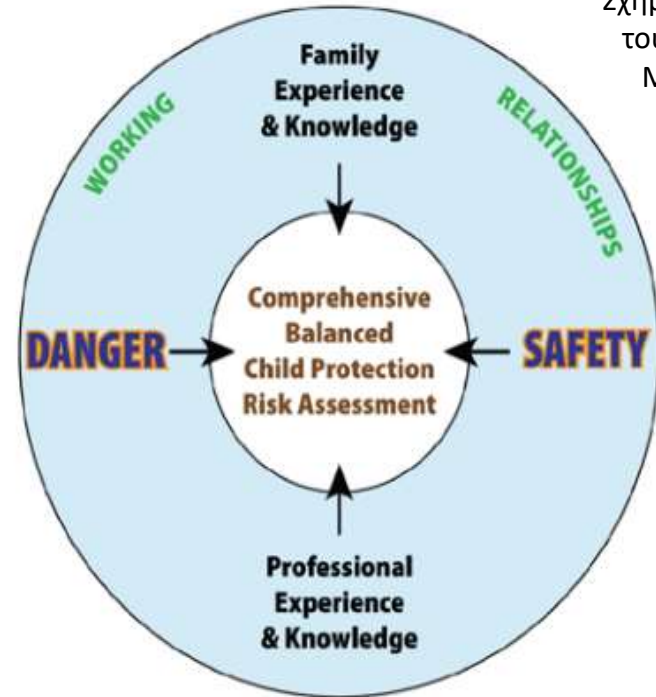 Family
Experience
& Knowledge
WORKING
RELATIONSHIPS
DANGER
Comprehensive
Balanced
Child Protection
Risk Assessment
SAFETY
Professional
Experience
& Knowledge